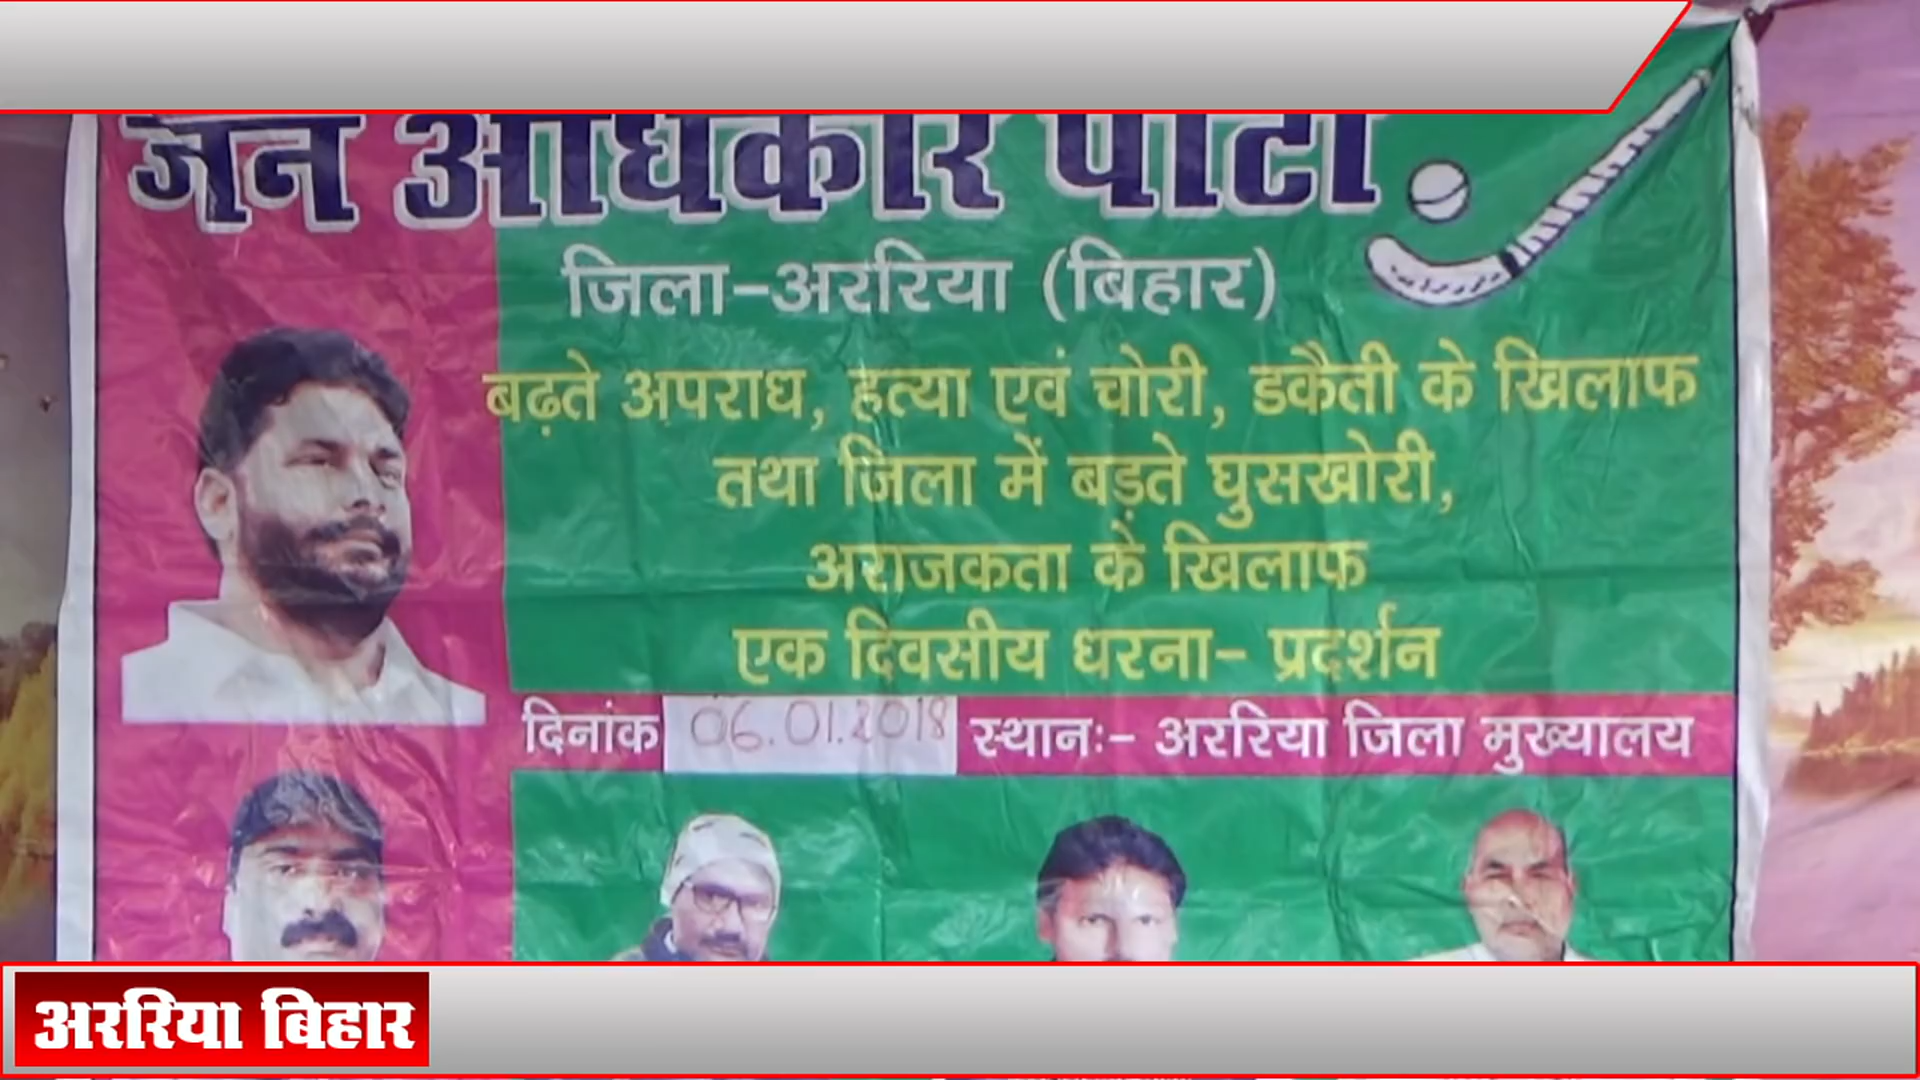 जन अधिकार पार्टी
जिला-अररिया (बिहार)
बढ़ते अपराध, हत्या एवं चोरी, डकैती के खिलाफ
तथा जिला में बड़ते घुसखोरी,
अराजकता के खिलाफ
एक दिवसीय धरना- प्रदर्शन
दिनांक 06.01.2018 स्थानः- अररिया जिला मुख्यालय
अररिया बिहार